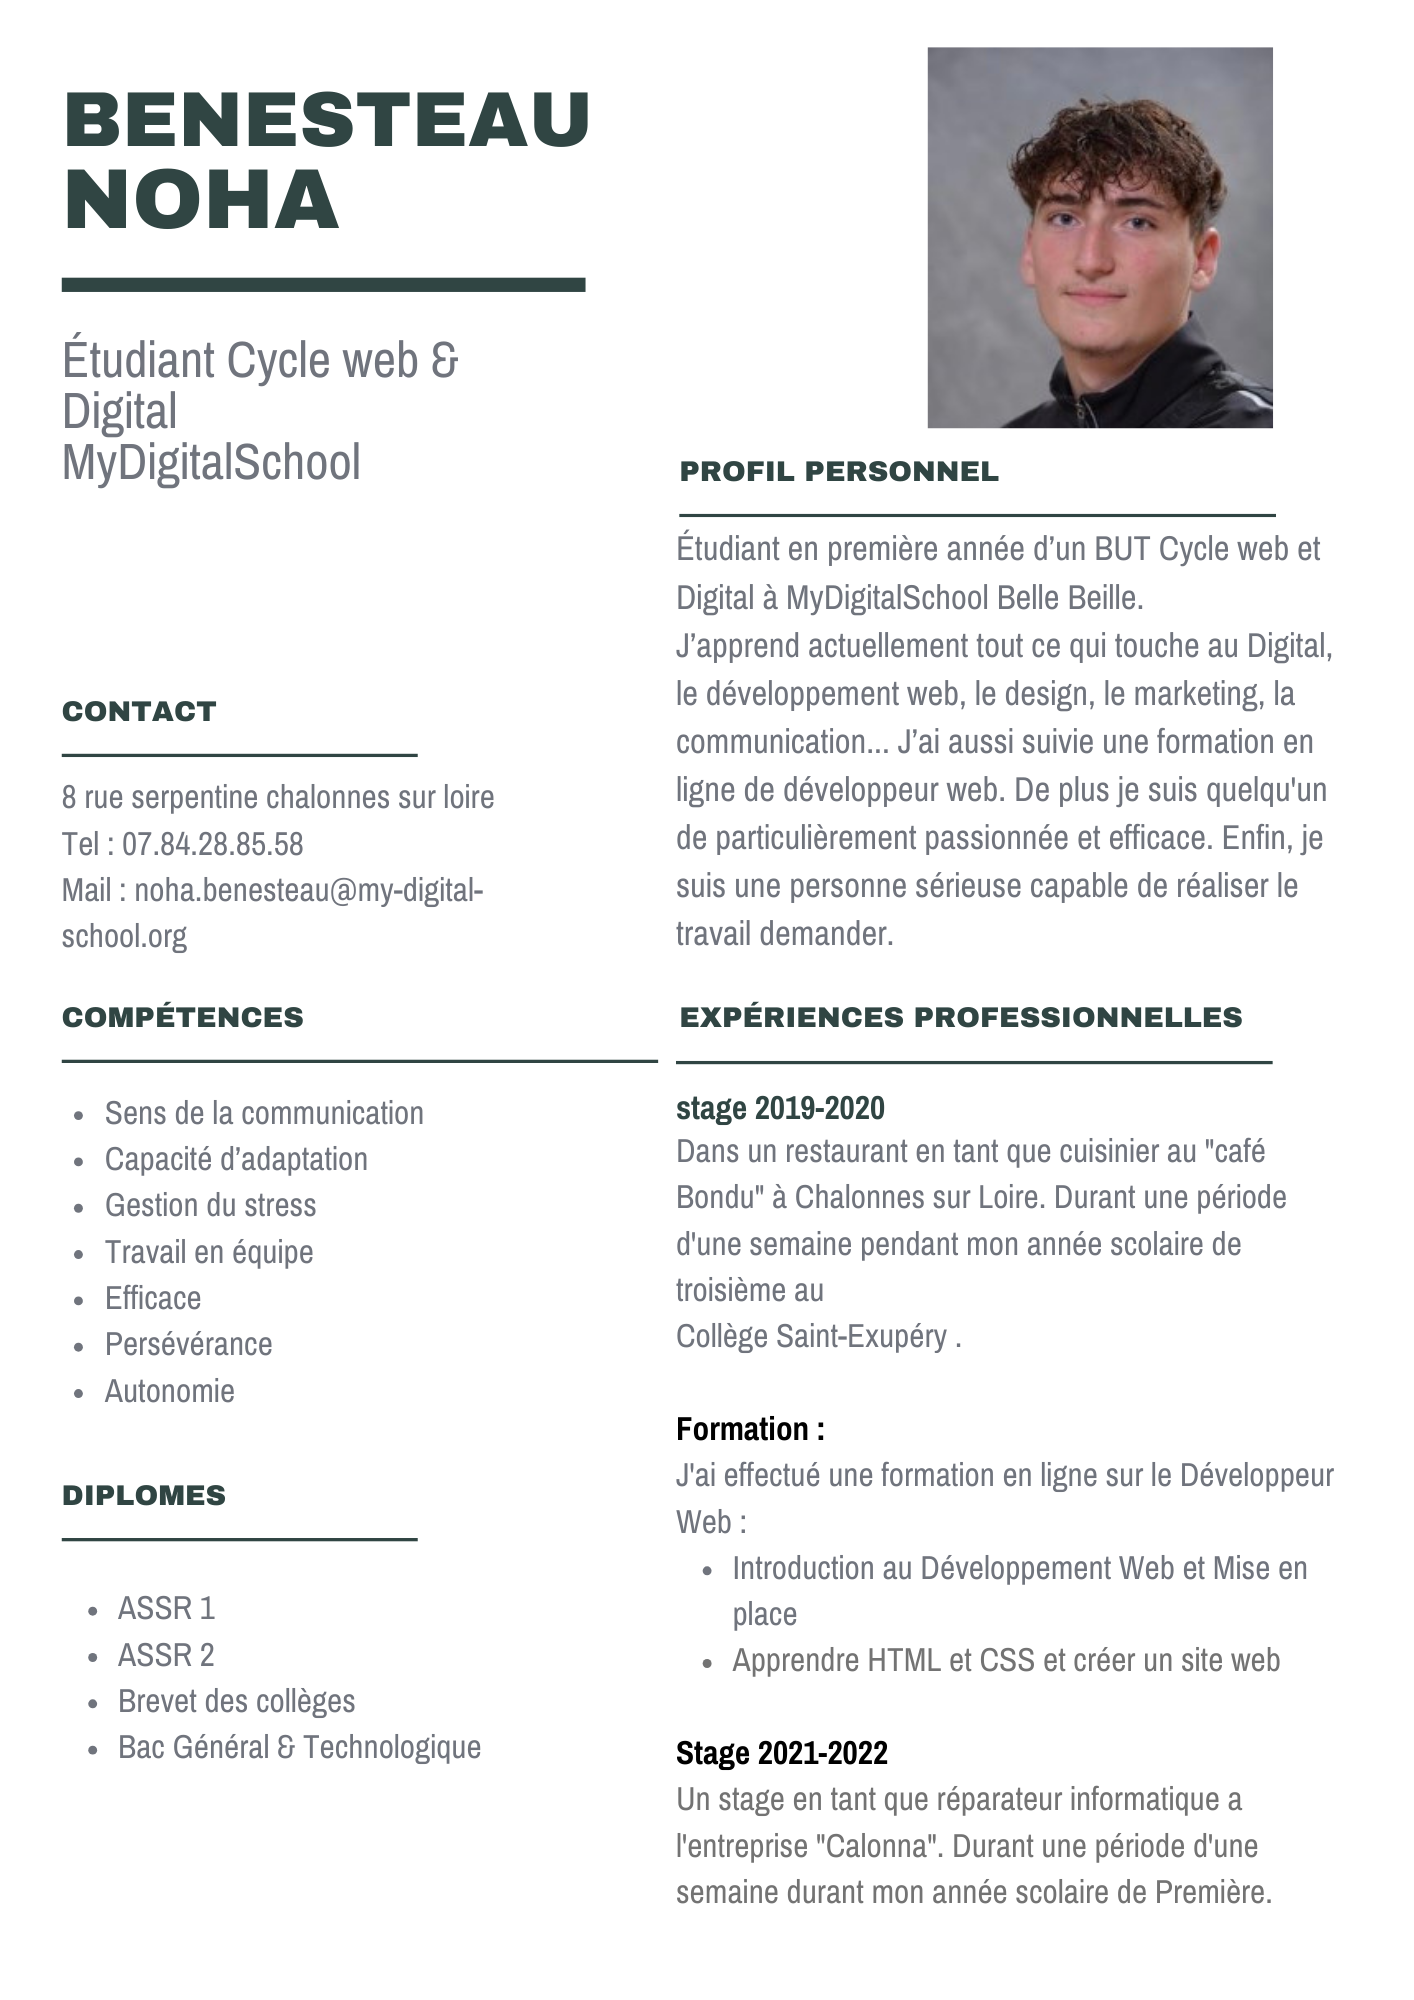 BENESTEAU
NOHA
Étudiant Cycle web &
Digital
MyDigitalSchool
CONTACT
8 rue serpentine chalonnes sur loire
Tel : 07.84.28.85.58
Mail : noha.benesteau@my-digital-
school.org
COMPÉTENCES
• Sens de la communication
• Capacité d’adaptation
• Gestion du stress
• Travail en équipe
• Efficace
• Persévérance
• Autonomie
DIPLOMES
• ASSR 1
• ASSR 2
• Brevet des collèges
• Bac Général & Technologique
PROFIL PERSONNEL
Étudiant en première année d’un BUT Cycle web et
Digital à MyDigitalSchool Belle Beille.
J’apprend actuellement tout ce qui touche au Digital,
le développement web, le design, le marketing, la
communication... J’ai aussi suivie une formation en
ligne de développeur web. De plus je suis quelqu'un
de particulièrement passionnée et efficace. Enfin, je
suis une personne sérieuse capable de réaliser le
travail demander.
EXPÉRIENCES PROFESSIONNELLES
stage 2019-2020
Dans un restaurant en tant que cuisinier au "café
Bondu" à Chalonnes sur Loire. Durant une période
d'une semaine pendant mon année scolaire de
troisième au
Collège Saint-Exupéry .
Formation :
J'ai effectué une formation en ligne sur le Développeur
Web :
• Introduction au Développement Web et Mise en
place
• Apprendre HTML et CSS et créer un site web
Stage 2021-2022
Un stage en tant que réparateur informatique a
l'entreprise "Calonna". Durant une période d'une
semaine durant mon année scolaire de Première.